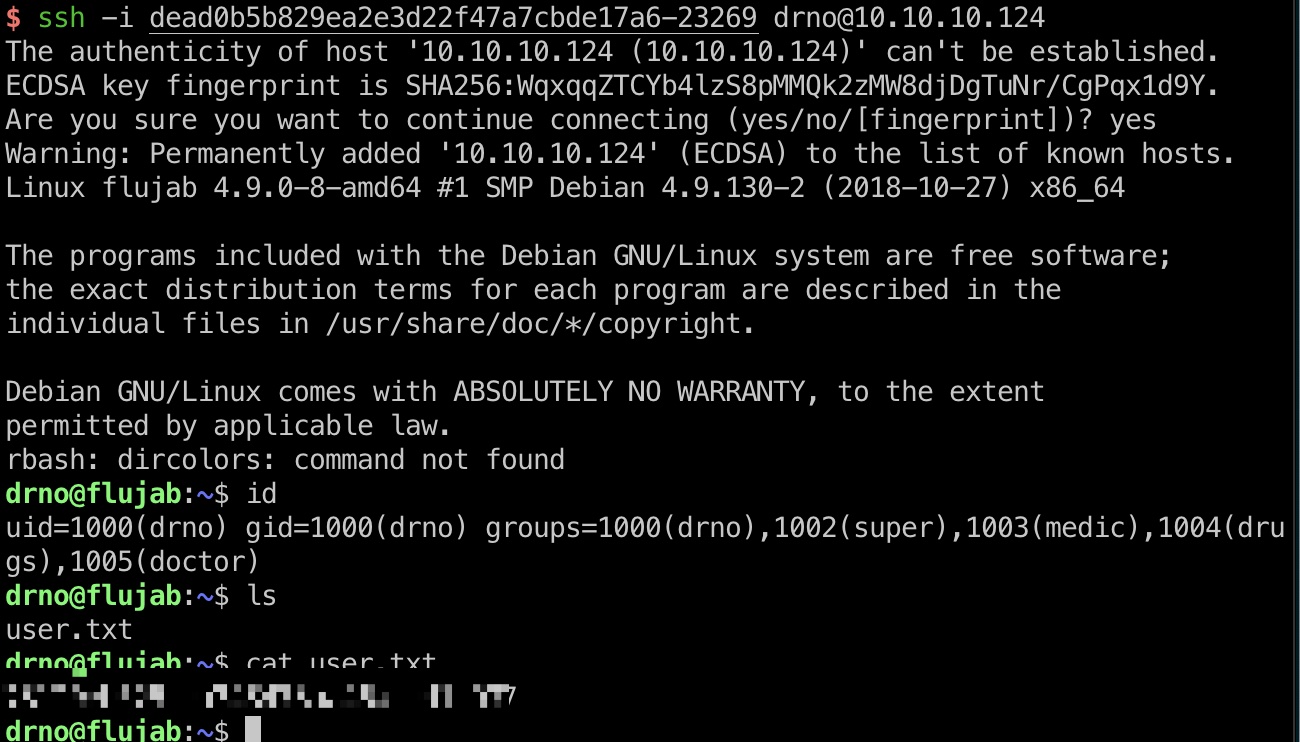 $ ssh -i dead0b5b829ea2e3d22f47a7cbde17a6-23269 drno@10.10.10.124
The authenticity of host '10.10.10.124 (10.10.10.124)' can't be established.
ECDSA key fingerprint is SHA256:WqxqqZTCYb4lzS8pMMQk2zMW8djDgTuNr/CgPqx1d9Y.
Are you sure you want to continue connecting (yes/no/[fingerprint])? yes
Warning: Permanently added '10.10.10.124' (ECDSA) to the list of known hosts.
Linux flujab 4.9.0-8-amd64 #1 SMP Debian 4.9.130-2 (2018-10-27) x86_64
The programs included with the Debian GNU/Linux system are free software;
the exact distribution terms for each program are described in the
individual files in /usr/share/doc/*/copyright.
Debian GNU/Linux comes with ABSOLUTELY NO WARRANTY, to the extent
permitted by applicable law.
rbash: dircolors: command not found
drno@flujab:~$ id
uid=1000(drno) gid=1000(drno) groups=1000(drno),1002(super),1003(medic),1004(dru
gs),1005(doctor)
drno@flujab:~$ ls
user.txt
drno@flujab:~$ cat user.txt
drno@flujab:~$